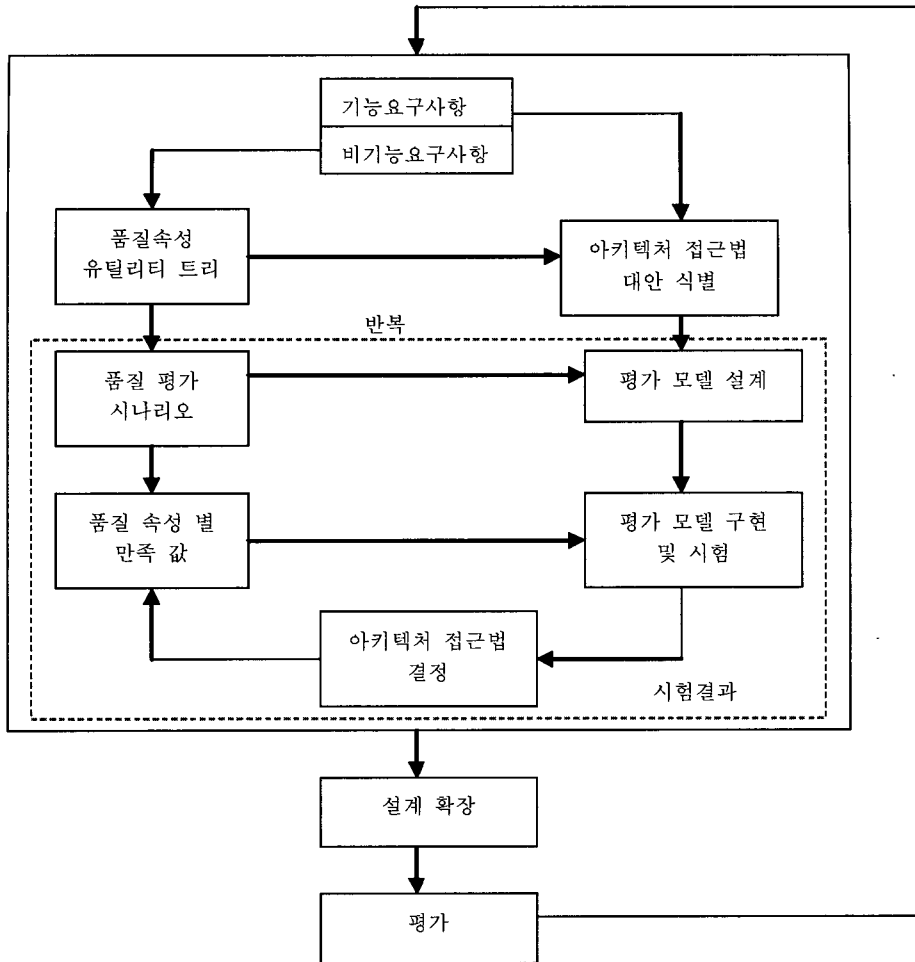 기능요구사항
비기능요구사항
품질속성
유틸리티 트리
아키텍처 접근법
대안 식별
반복
품질 평가
시나리오
평가 모델 설계
품질 속성 별
만족 값
평가 모델 구현
및 시험
아키텍처 접근법
결정
시험결과
설계 확장
평가